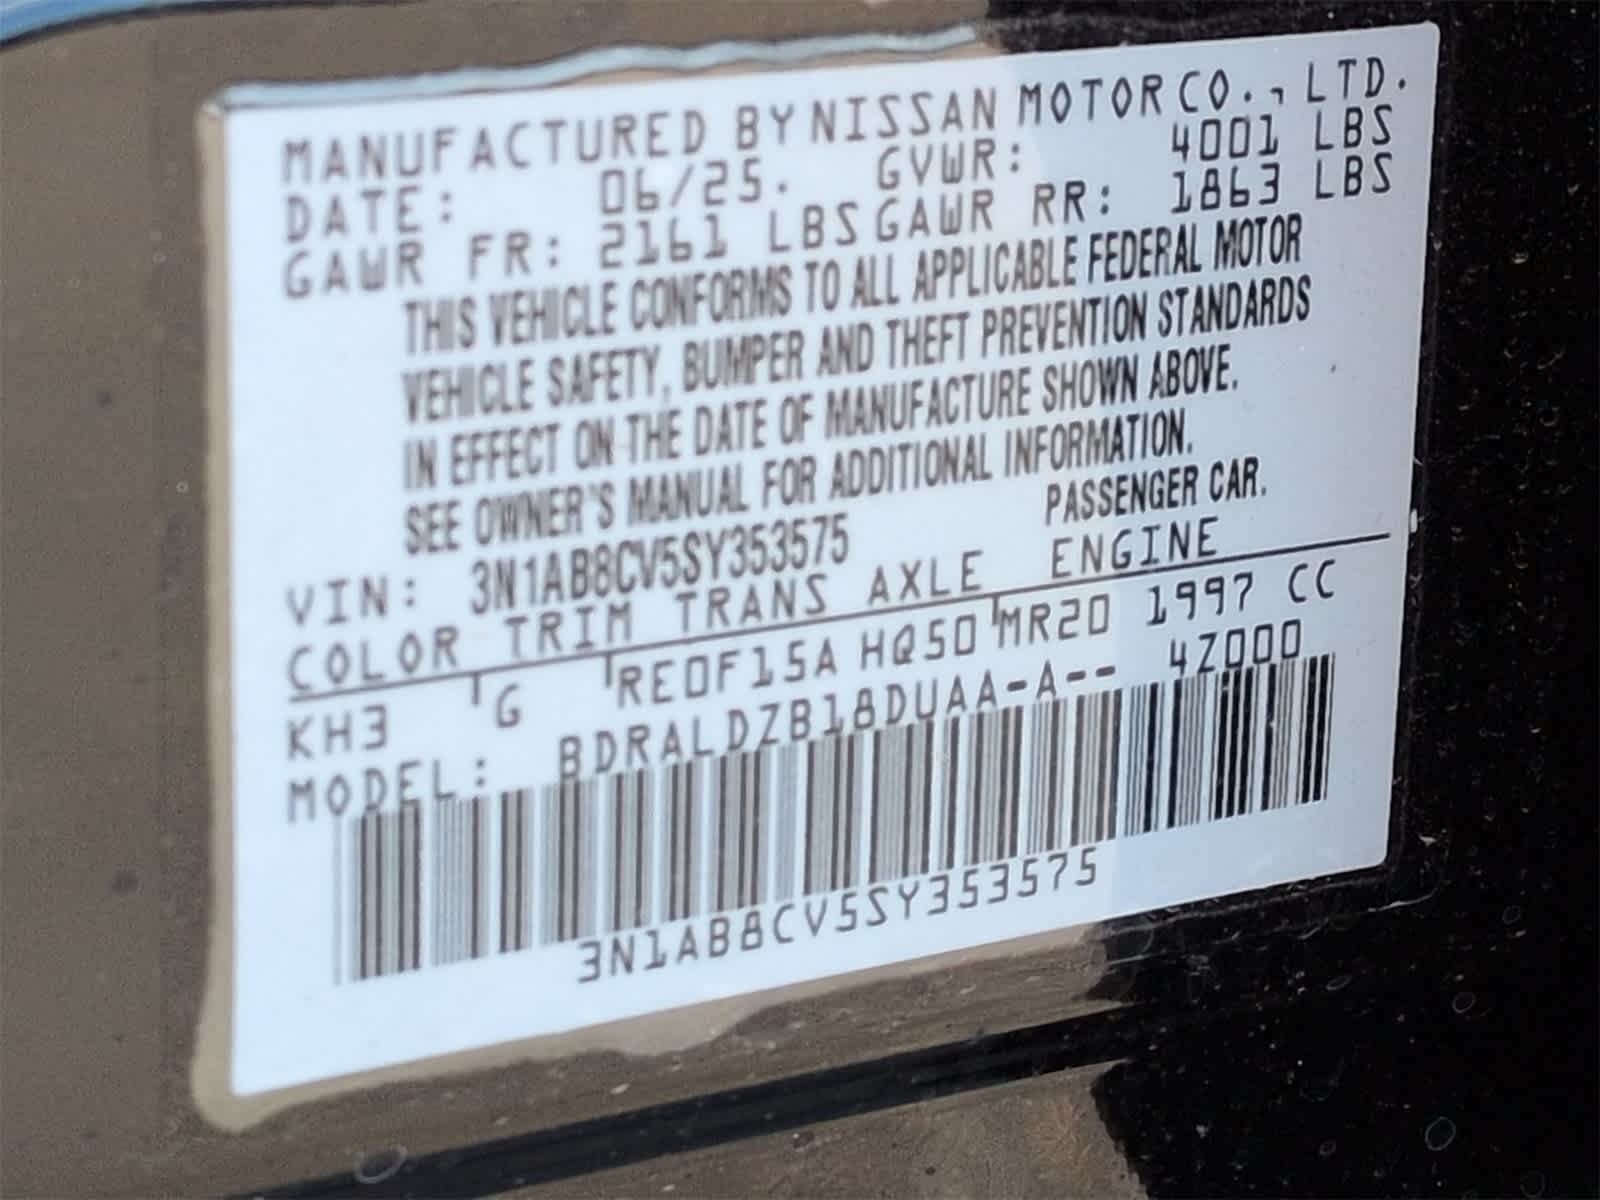 MANUFACTURED BY NISSAN MOTOR CO., LTD.
DATE: 06/25. GVWR: 4001 LBS
GAWR FR: 2161 LBS GAWR RR: 1863 LBS
THIS VEHICLE CONFORMS TO ALL APPLICABLE FEDERAL MOTOR
VEHICLE SAFETY, BUMPER AND THEFT PREVENTION STANDARDS
IN EFFECT ON THE DATE OF MANUFACTURE SHOWN ABOVE.
SEE OWNER'S MANUAL FOR ADDITIONAL INFORMATION.
VIN: 3N1AB8CV5SY353575 PASSENGER CAR.
COLOR TRIM TRANS AXLE ENGINE
KH3 G RE0F15A HQ50 MR20 1997 CC
MODEL: BDRALDZB18DUAA-A-- 4Z000
3N1AB8CV5SY353575